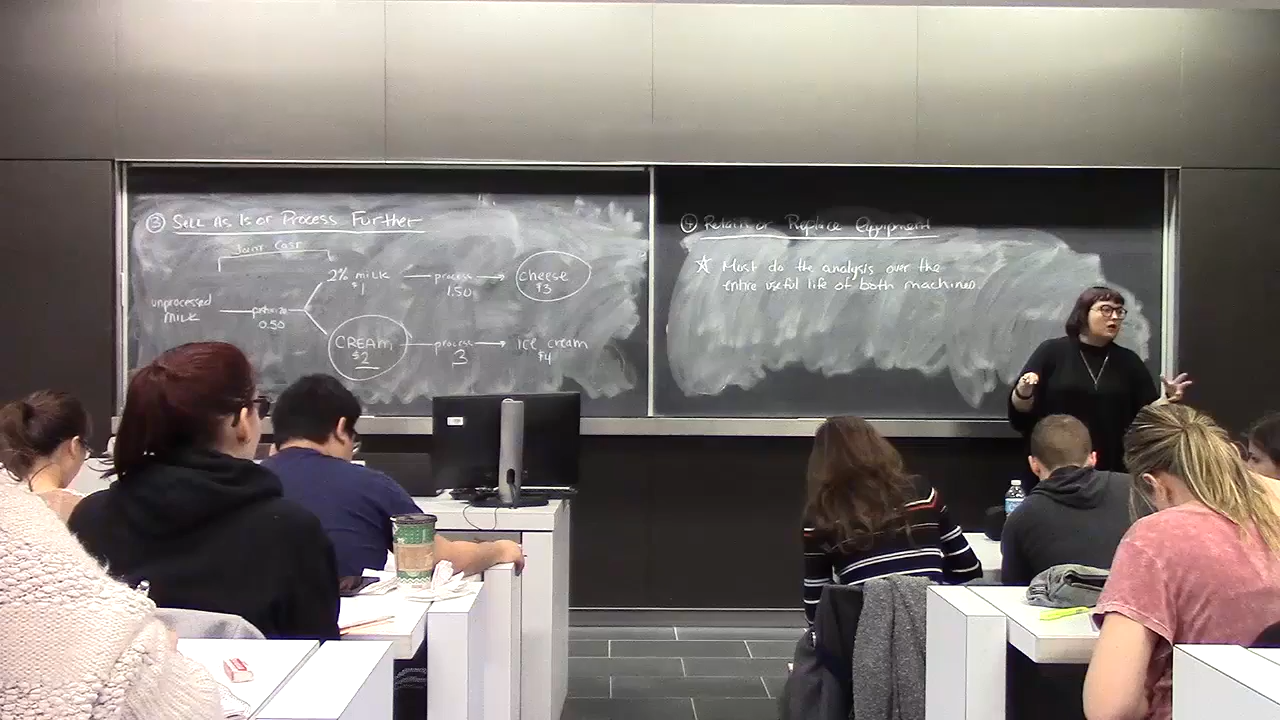 ③ Sell As Is or Process Further
Joint Cost
2% milk
$1
process
1.50
cheese
$3
unprocessed
milk
process
0.50
CREAM
$2
process
3
ice cream
$4
④ Retain or Replace Equipment
☆ Must do the analysis over the
entire useful life of both machines